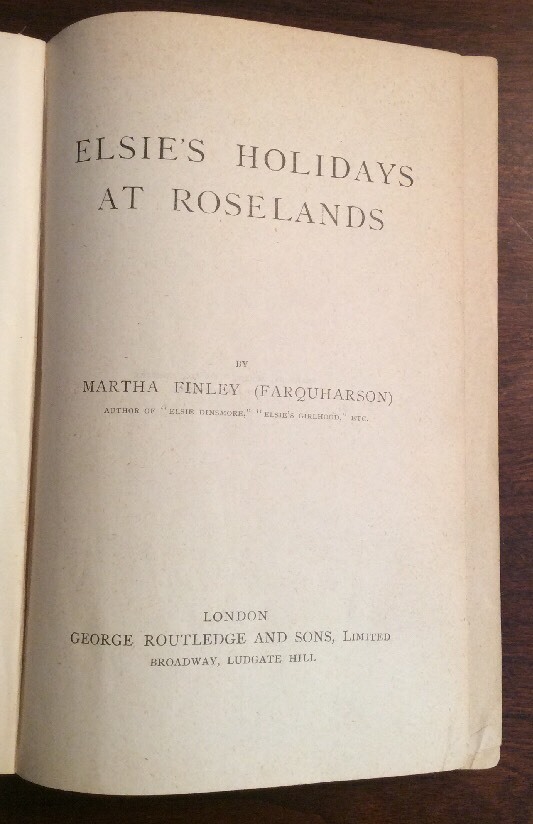 ELSIE'S HOLIDAYS
AT ROSELANDS
BY
MARTHA FINLEY (FARQUHARSON)
AUTHOR OF "ELSIE DINSMORE," "ELSIE'S GIRLHOOD," ETC.
LONDON
GEORGE ROUTLEDGE AND SONS, LIMITED
BROADWAY, LUDGATE HILL